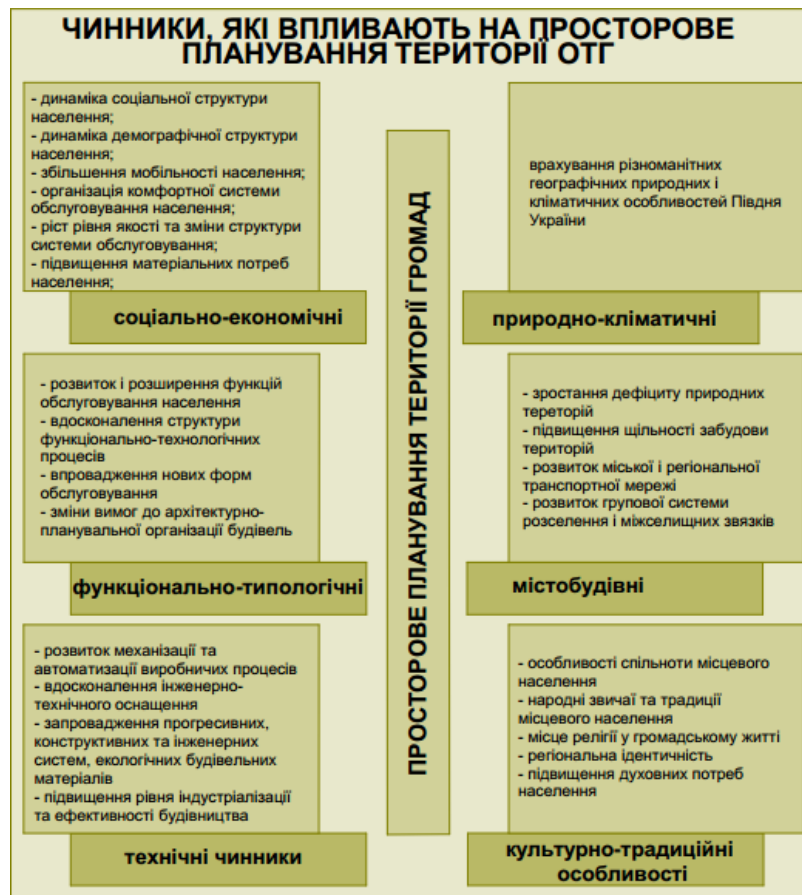 ЧИННИКИ, ЯКІ ВПЛИВАЮТЬ НА ПРОСТОРОВЕ
ПЛАНУВАННЯ ТЕРИТОРІЇ ОТГ
- динаміка соціальної структури
населення;
- динаміка демографічної структури
населення;
- збільшення мобільності населення;
- організація комфортної системи
обслуговування населення;
- ріст рівня якості та зміни структури
системи обслуговування;
- підвищення матеріальних потреб
населення;
соціально-економічні
- розвиток і розширення функцій
обслуговування населення
- вдосконалення структури
функціонально-технологічних
процесів
- впровадження нових форм
обслуговування
- зміни вимог до архітектурно-
планувальної організації будівель
функціонально-типологічні
- розвиток механізації та
автоматизації виробничих процесів
- вдосконалення інженерно-
технічного оснащення
- запровадження прогресивних,
конструктивних та інженерних
систем, екологічних будівельних
матеріалів
- підвищення рівня індустріалізації
та ефективності будівництва
технічні чинники
ПРОСТОРОВЕ ПЛАНУВАННЯ ТЕРИТОРІЇ ГРОМАД
врахування різноманітних
географічних природних і
кліматичних особливостей Півдня
України
природно-кліматичні
- зростання дефіциту природних
тереторій
- підвищення щільності забудови
територій
- розвиток міської і регіональної
транспортної мережі
- розвиток групової системи
розселення і міжселищних звязків
містобудівні
- особливості спільноти місцевого
населення
- народні звичаї та традиції
місцевого населення
- місце релігії у громадському житті
- регіональна ідентичність
- підвищення духовних потреб
населення
культурно-традиційні
особливості